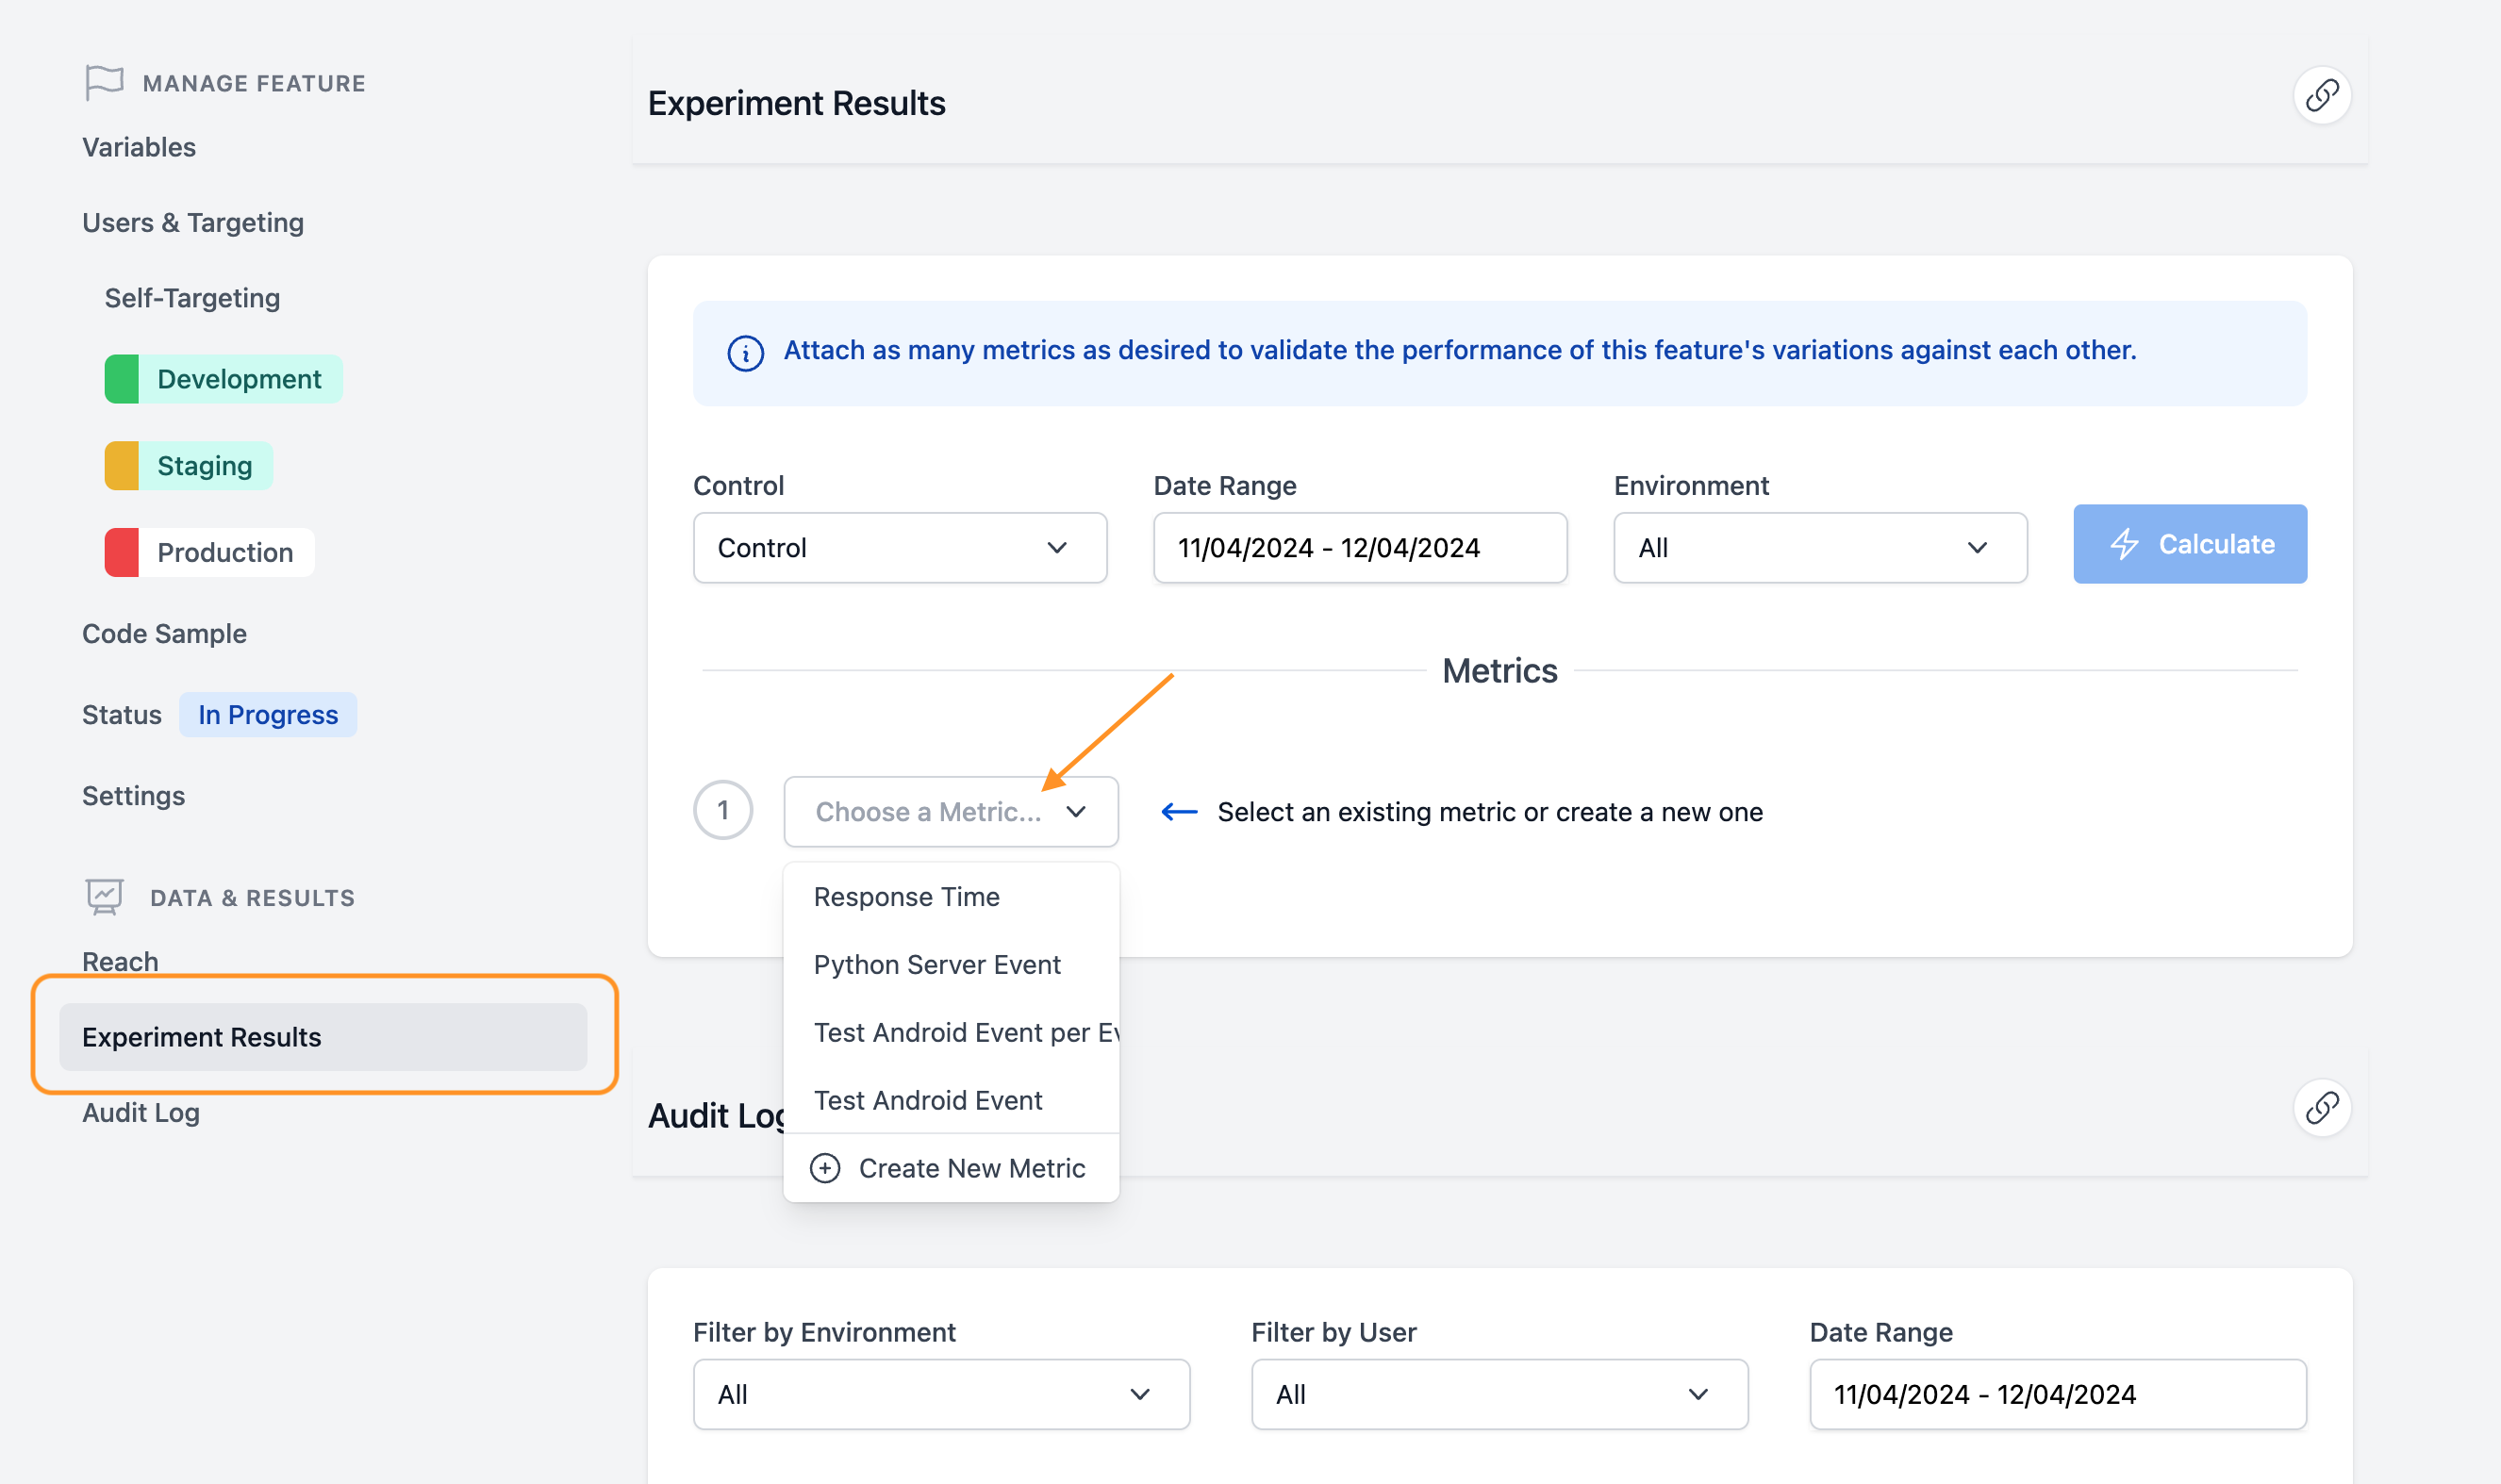 MANAGE FEATURE
Variables
Users & Targeting
Self-Targeting
Development
Staging
Production
Code Sample
Status In Progress
Settings
DATA & RESULTS
Reach
Experiment Results
Audit Log
Experiment Results
Attach as many metrics as desired to validate the performance of this feature's variations against each other.
Control Date Range Environment
Control 11/04/2024 - 12/04/2024 All Calculate
Metrics
1 Choose a Metric... Select an existing metric or create a new one
Response Time
Python Server Event
Test Android Event per Ev
Test Android Event
Create New Metric
Audit Log
Filter by Environment Filter by User Date Range
All All 11/04/2024 - 12/04/2024